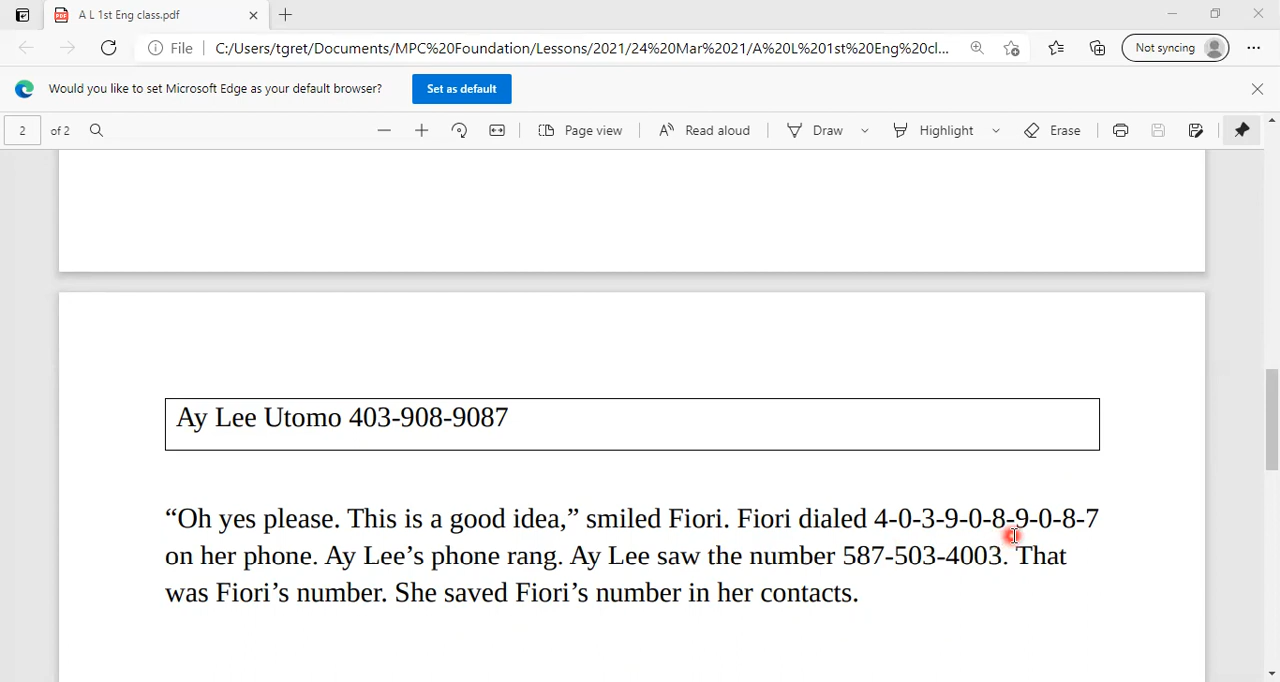 A L 1st Eng class.pdf
File
C:/Users/tgret/Documents/MPC%20Foundation/Lessons/2021/24%20Mar%2021/A%20L%201st%20Eng%20cl...
Not syncing
Would you like to set Microsoft Edge as your default browser?
Set as default
2 of 2
Page view
Read aloud
Draw
Highlight
Erase
Ay Lee Utomo 403-908-9087
“Oh yes please. This is a good idea,” smiled Fiori. Fiori dialed 4-0-3-9-0-8-9-0-8-7
on her phone. Ay Lee’s phone rang. Ay Lee saw the number 587-503-4003. That
was Fiori’s number. She saved Fiori’s number in her contacts.